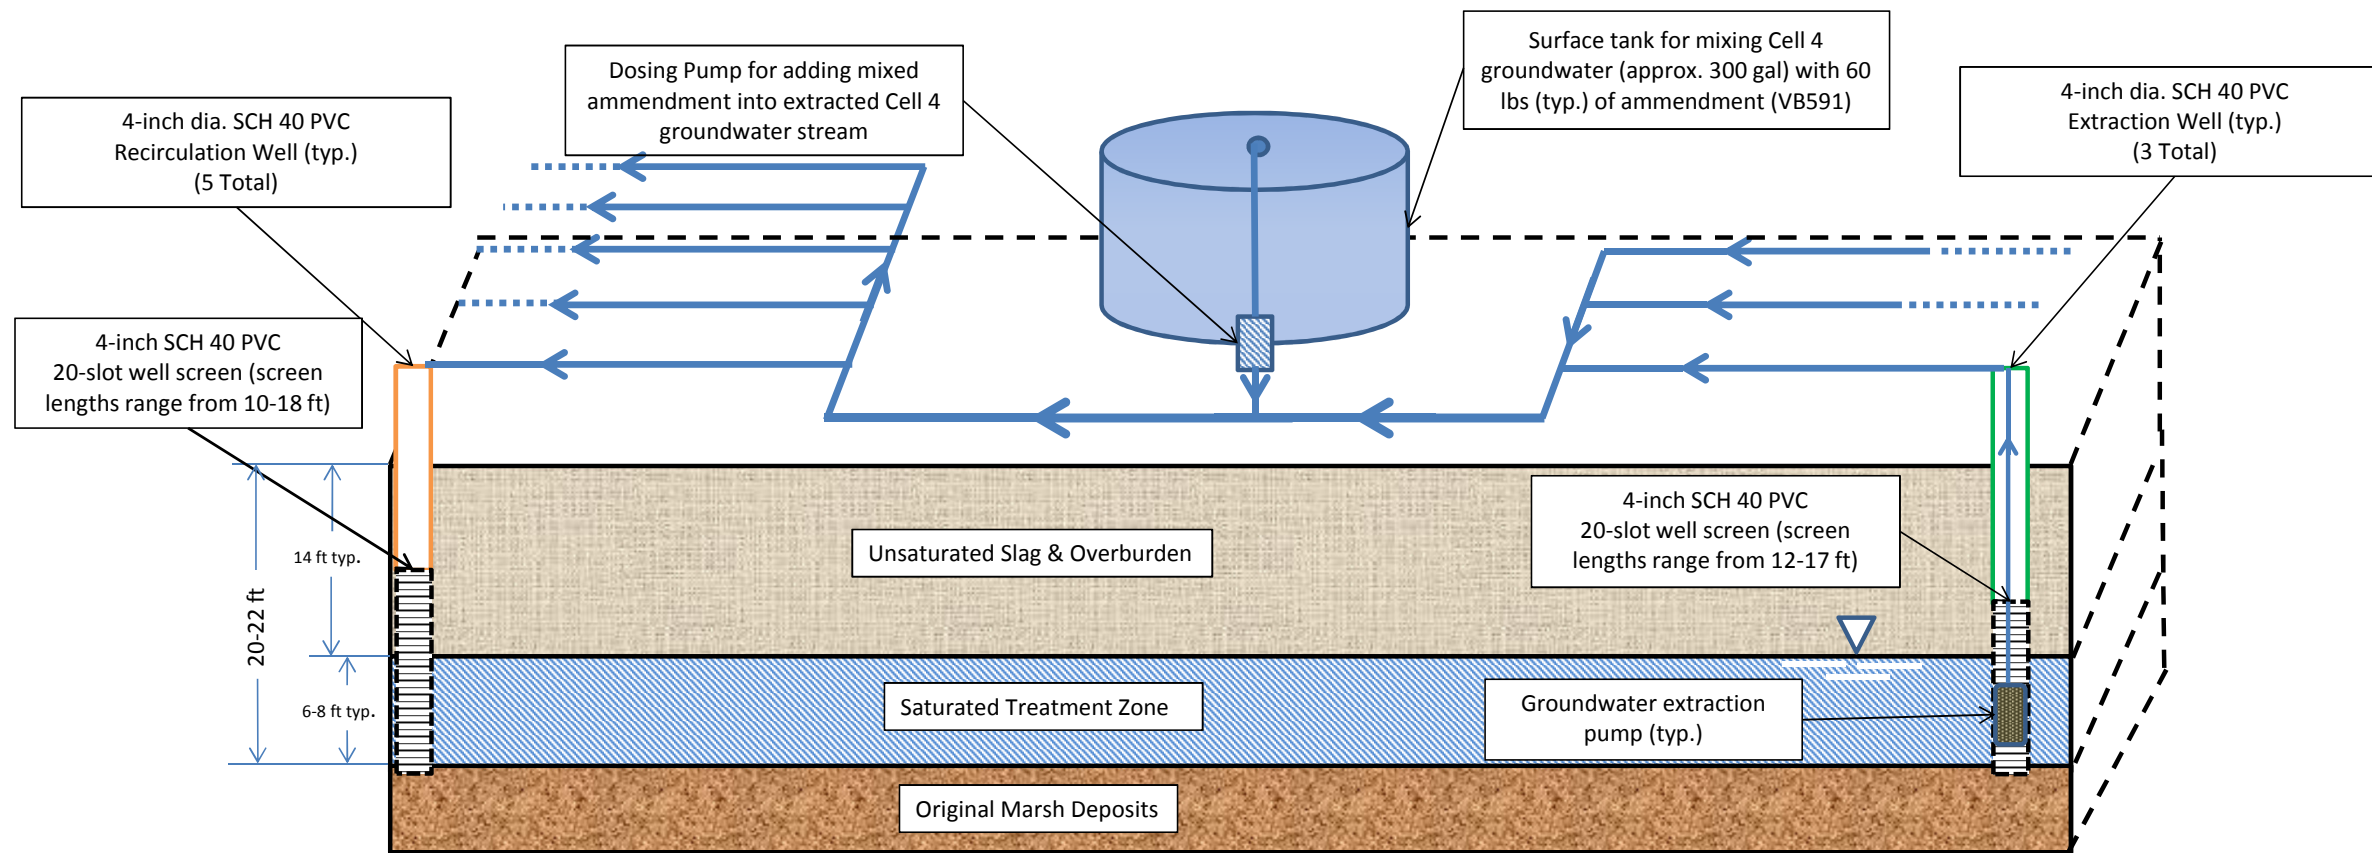 Surface tank for mixing Cell 4
groundwater (approx. 300 gal) with 60
lbs (typ.) of ammendment (VB591)
Dosing Pump for adding mixed
ammendment into extracted Cell 4
groundwater stream
4-inch dia. SCH 40 PVC
Recirculation Well (typ.)
(5 Total)
4-inch dia. SCH 40 PVC
Extraction Well (typ.)
(3 Total)
4-inch SCH 40 PVC
20-slot well screen (screen
lengths range from 10-18 ft)
4-inch SCH 40 PVC
20-slot well screen (screen
lengths range from 12-17 ft)
Unsaturated Slag & Overburden
14 ft typ.
20-22 ft
6-8 ft typ.
Saturated Treatment Zone
Groundwater extraction
pump (typ.)
Original Marsh Deposits